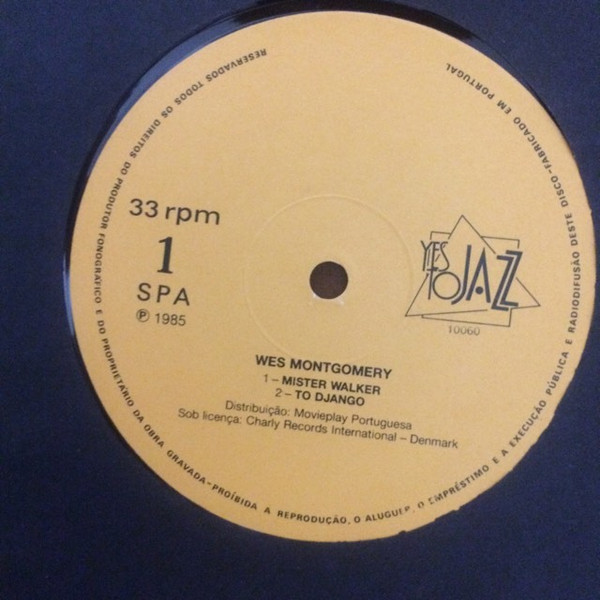 RESERVADOS TODOS OS DIREITOS DO PRODUTOR FONOGRÁFICO E DO PROPRIETÁRIO DA OBRA GRAVADA-PROÍBIDA A REPRODUÇÃO, O ALUGUER, O EMPRÉSTIMO E A EXECUÇÃO PÚBLICA E RADIODIFUSÃO DESTE DISCO-FABRICADO EM PORTUGAL
33 rpm
1
SPA
℗ 1985
YES
TO JAZZ
10060
WES MONTGOMERY
1 – MISTER WALKER
2 – TO DJANGO
Distribuição: Movieplay Portuguesa
Sob licença: Charly Records International – Denmark